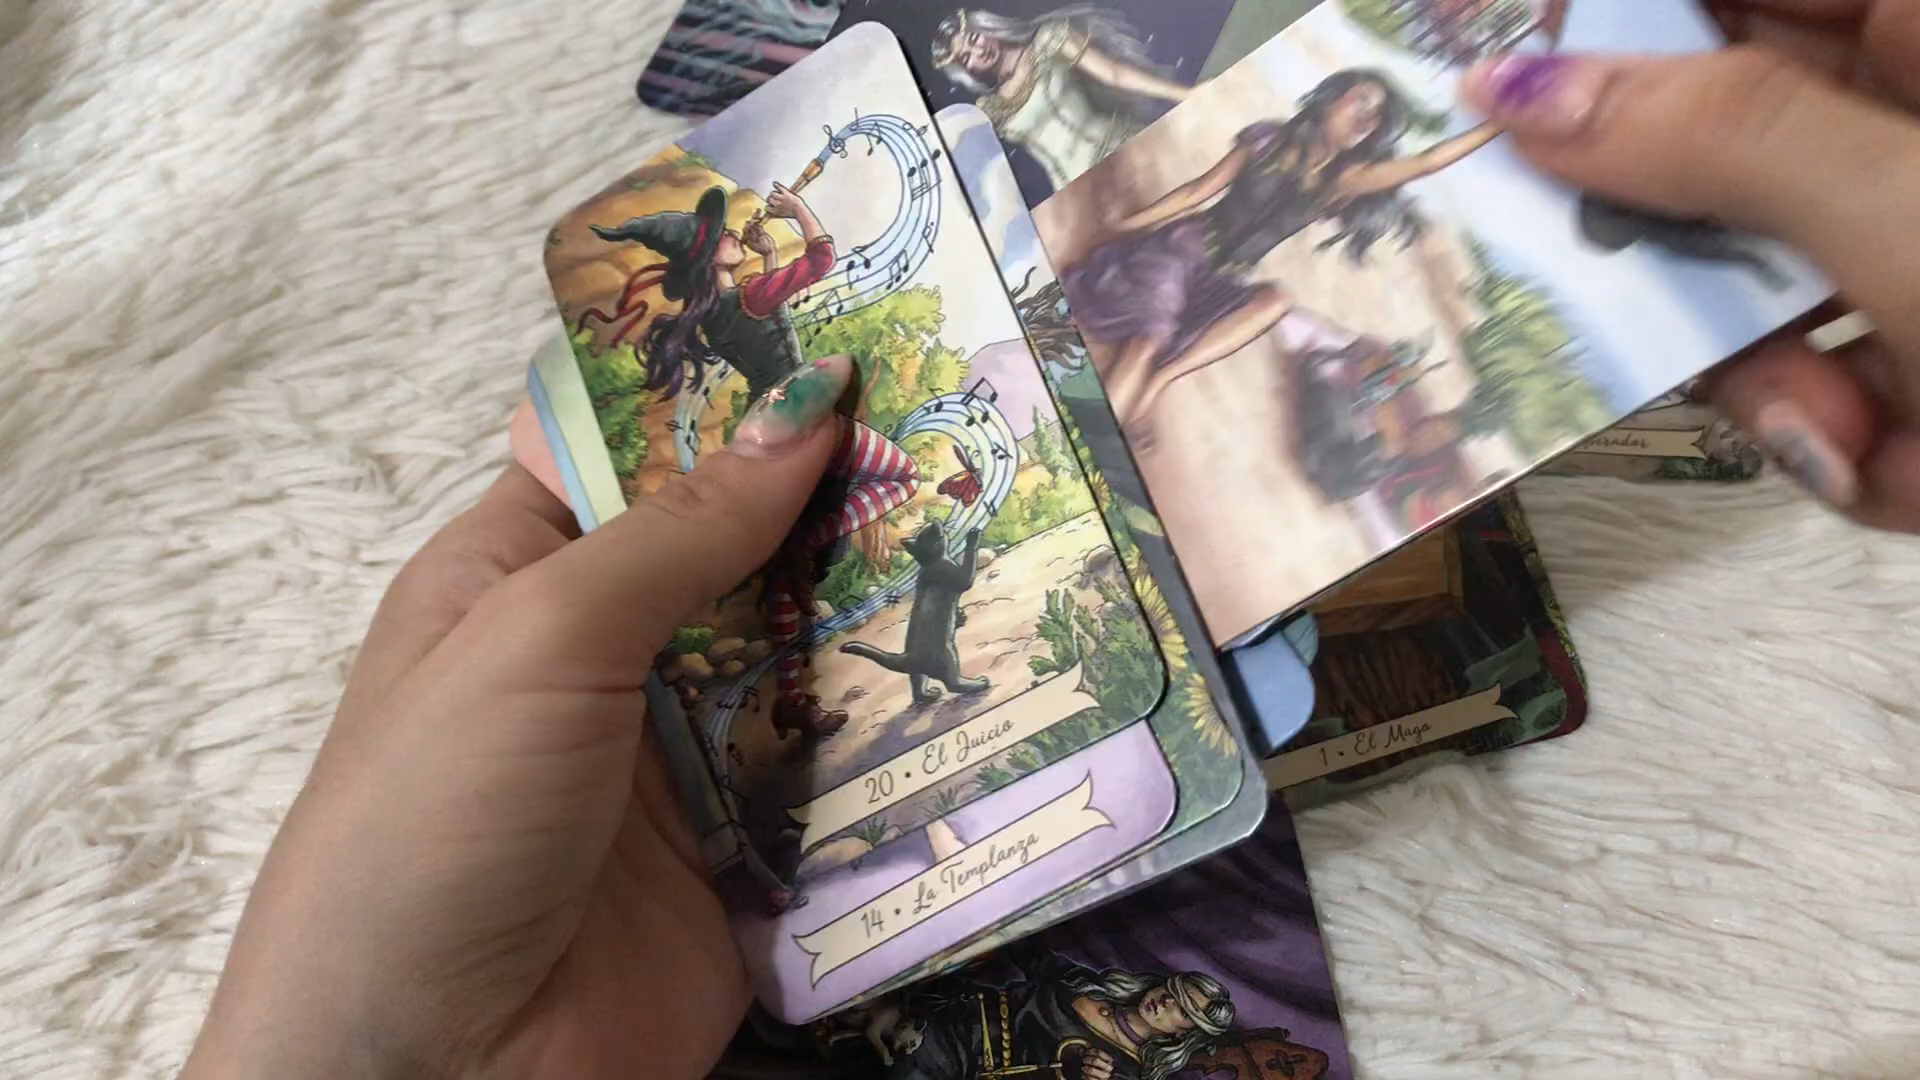 20 • El Juicio
14 • La Templanza
1 • El Mago